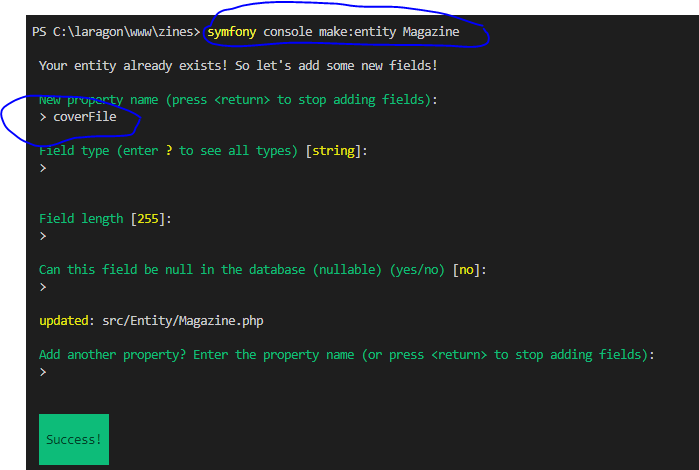 PS C:\laragon\www\zines> symfony console make:entity Magazine
Your entity already exists! So let's add some new fields!
New property name (press <return> to stop adding fields):
> coverFile
Field type (enter ? to see all types) [string]:
>
Field length [255]:
>
Can this field be null in the database (nullable) (yes/no) [no]:
>
updated: src/Entity/Magazine.php
Add another property? Enter the property name (or press <return> to stop adding fields):
>
Success!